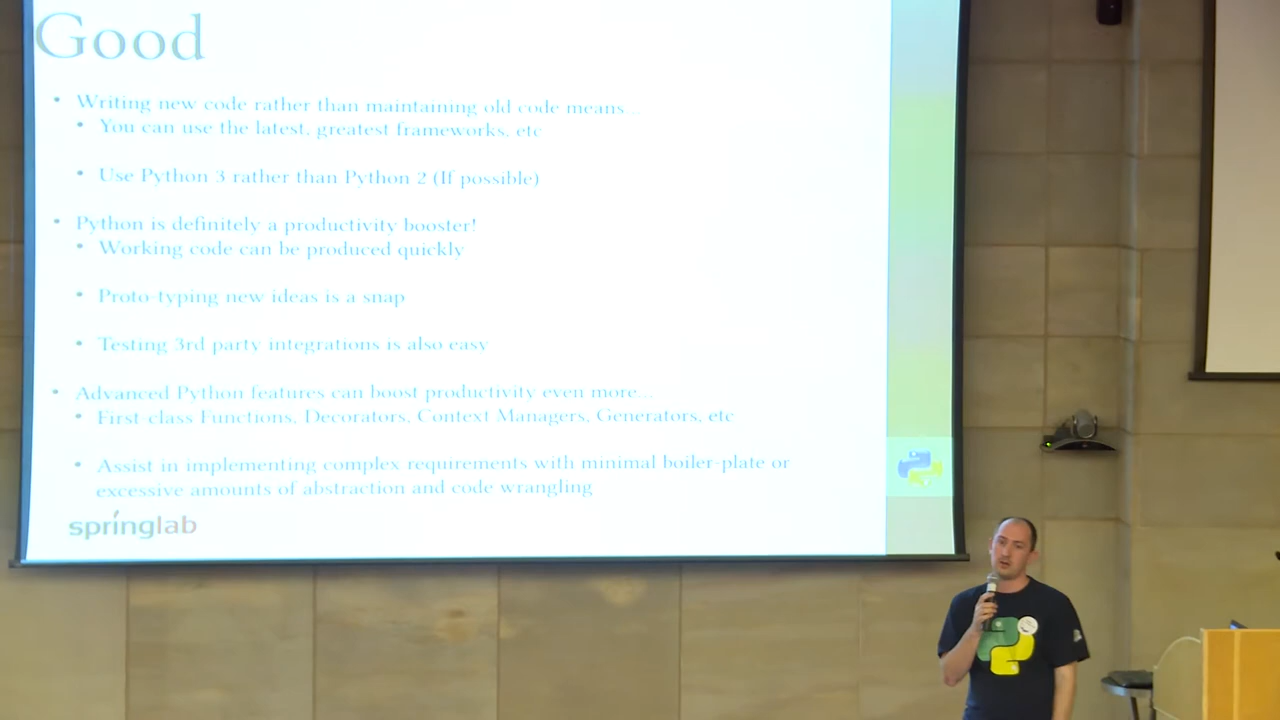 Good
• Writing new code rather than maintaining old code means...
• You can use the latest, greatest frameworks, etc
• Use Python 3 rather than Python 2 (If possible)
• Python is definitely a productivity booster!
• Working code can be produced quickly
• Proto-typing new ideas is a snap
• Testing 3rd party integrations is also easy
• Advanced Python features can boost productivity even more...
• First-class Functions, Decorators, Context Managers, Generators, etc
• Assist in implementing complex requirements with minimal boiler-plate or
excessive amounts of abstraction and code wrangling
springlab